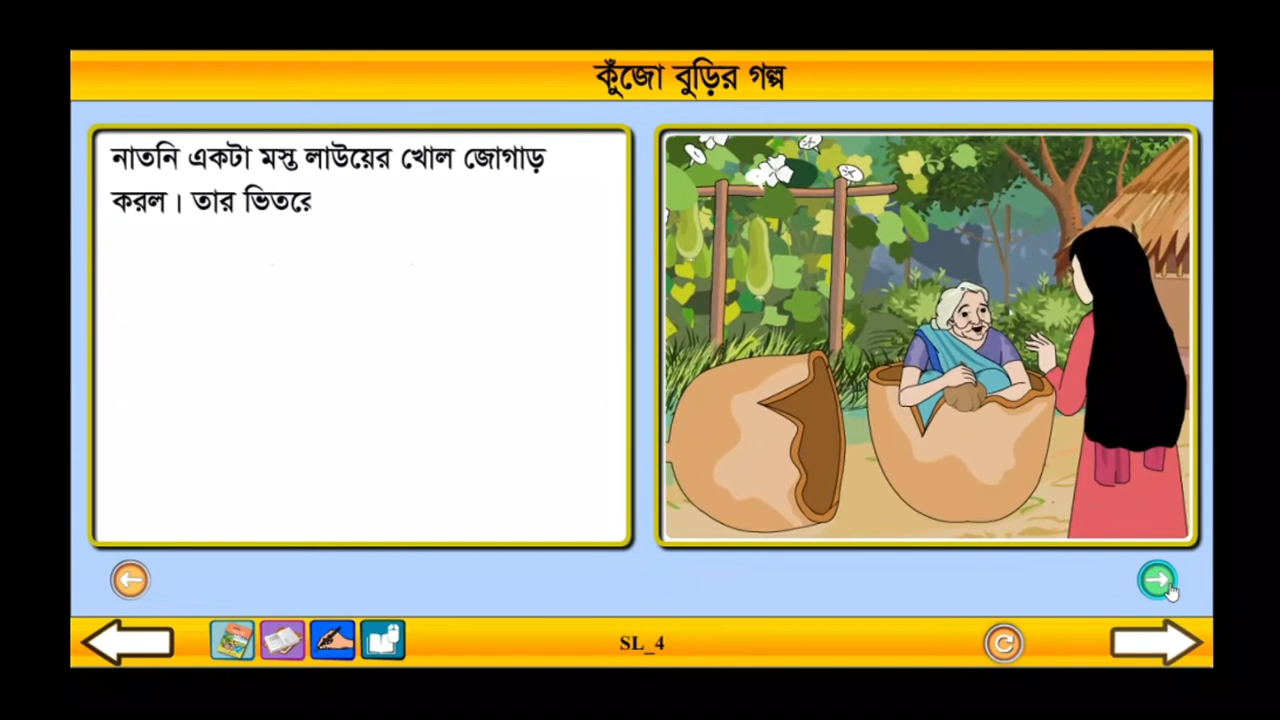 কুঁজো বুড়ির গল্প
নাতনি একটা মস্ত লাউয়ের খোল জোগাড়
করল। তার ভিতরে
SL_4